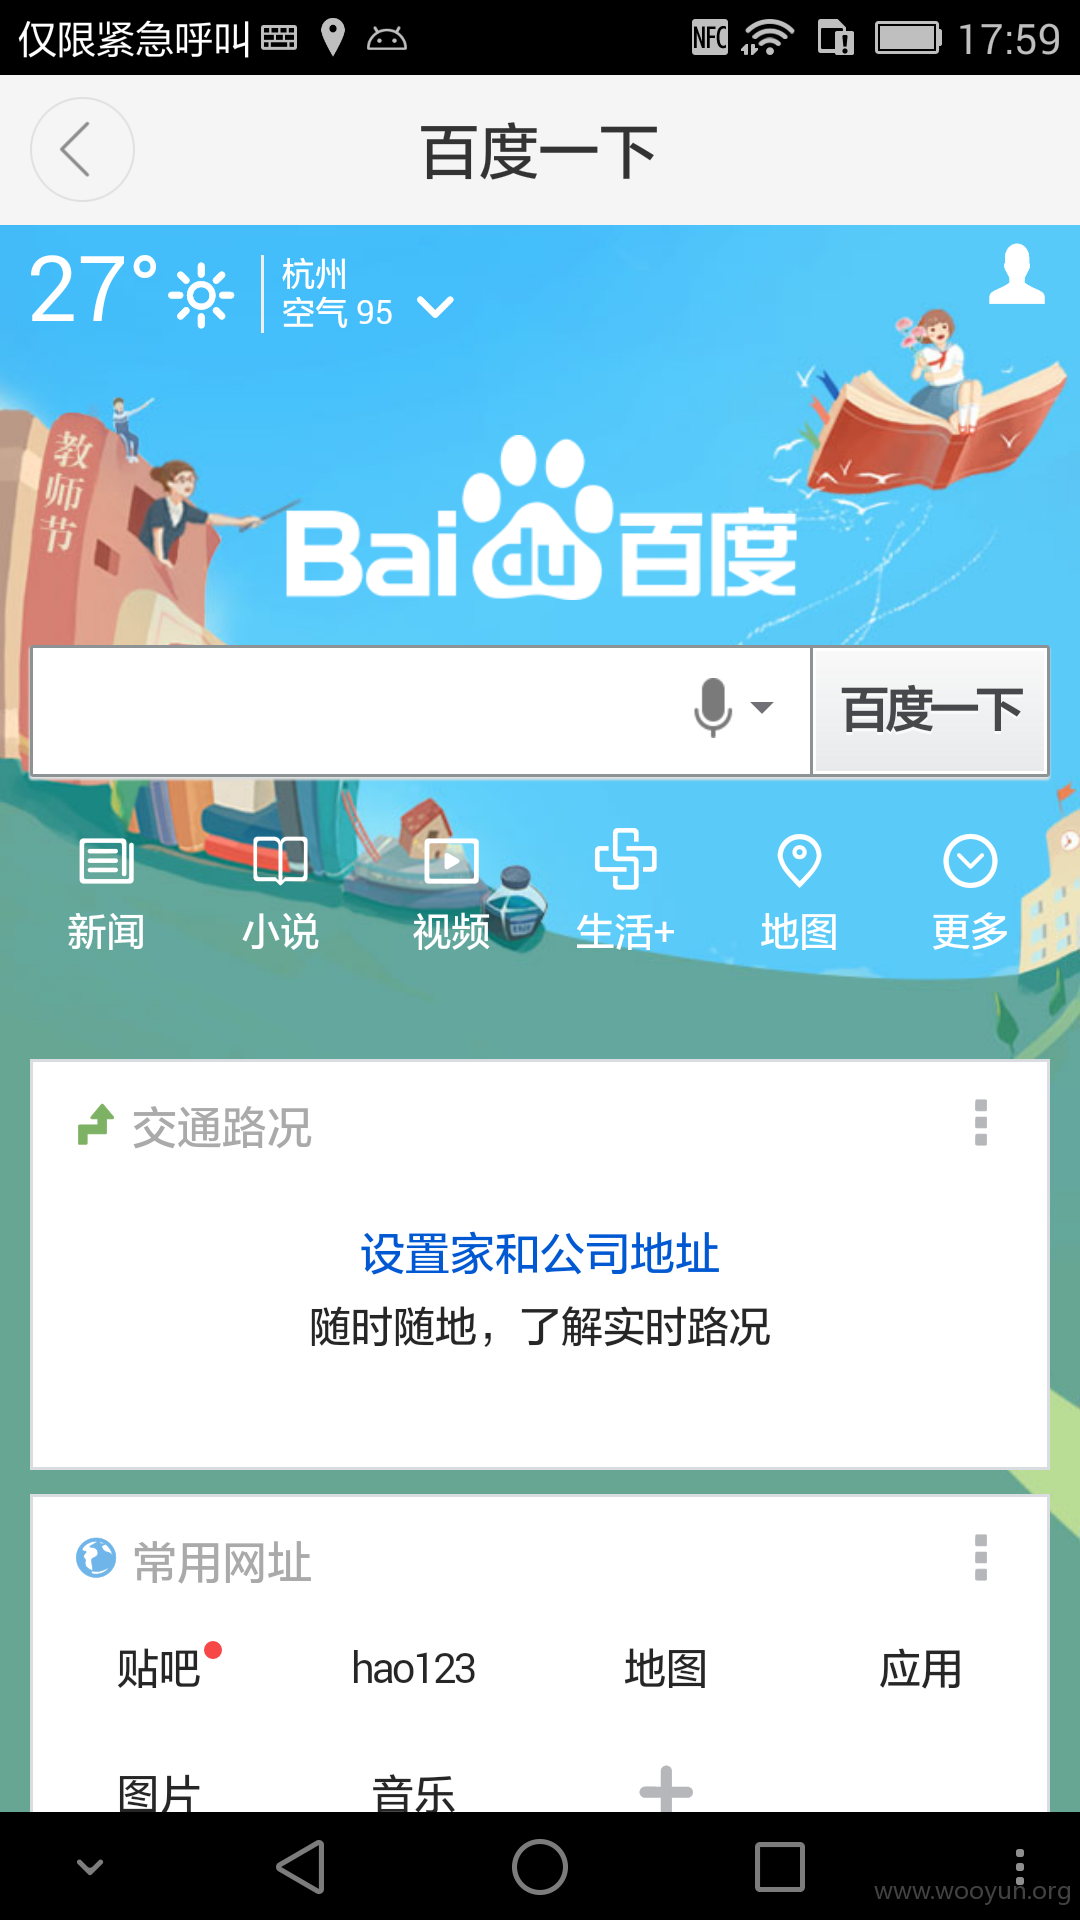 仅限紧急呼叫 NFC 17:59
百度一下
27° 杭州
空气 95
教师节
Bai du 百度
百度一下
新闻 小说 视频 生活+ 地图 更多
交通路况
设置家和公司地址
随时随地，了解实时路况
常用网址
贴吧 hao123 地图 应用
图片 音乐
www.wooyun.org